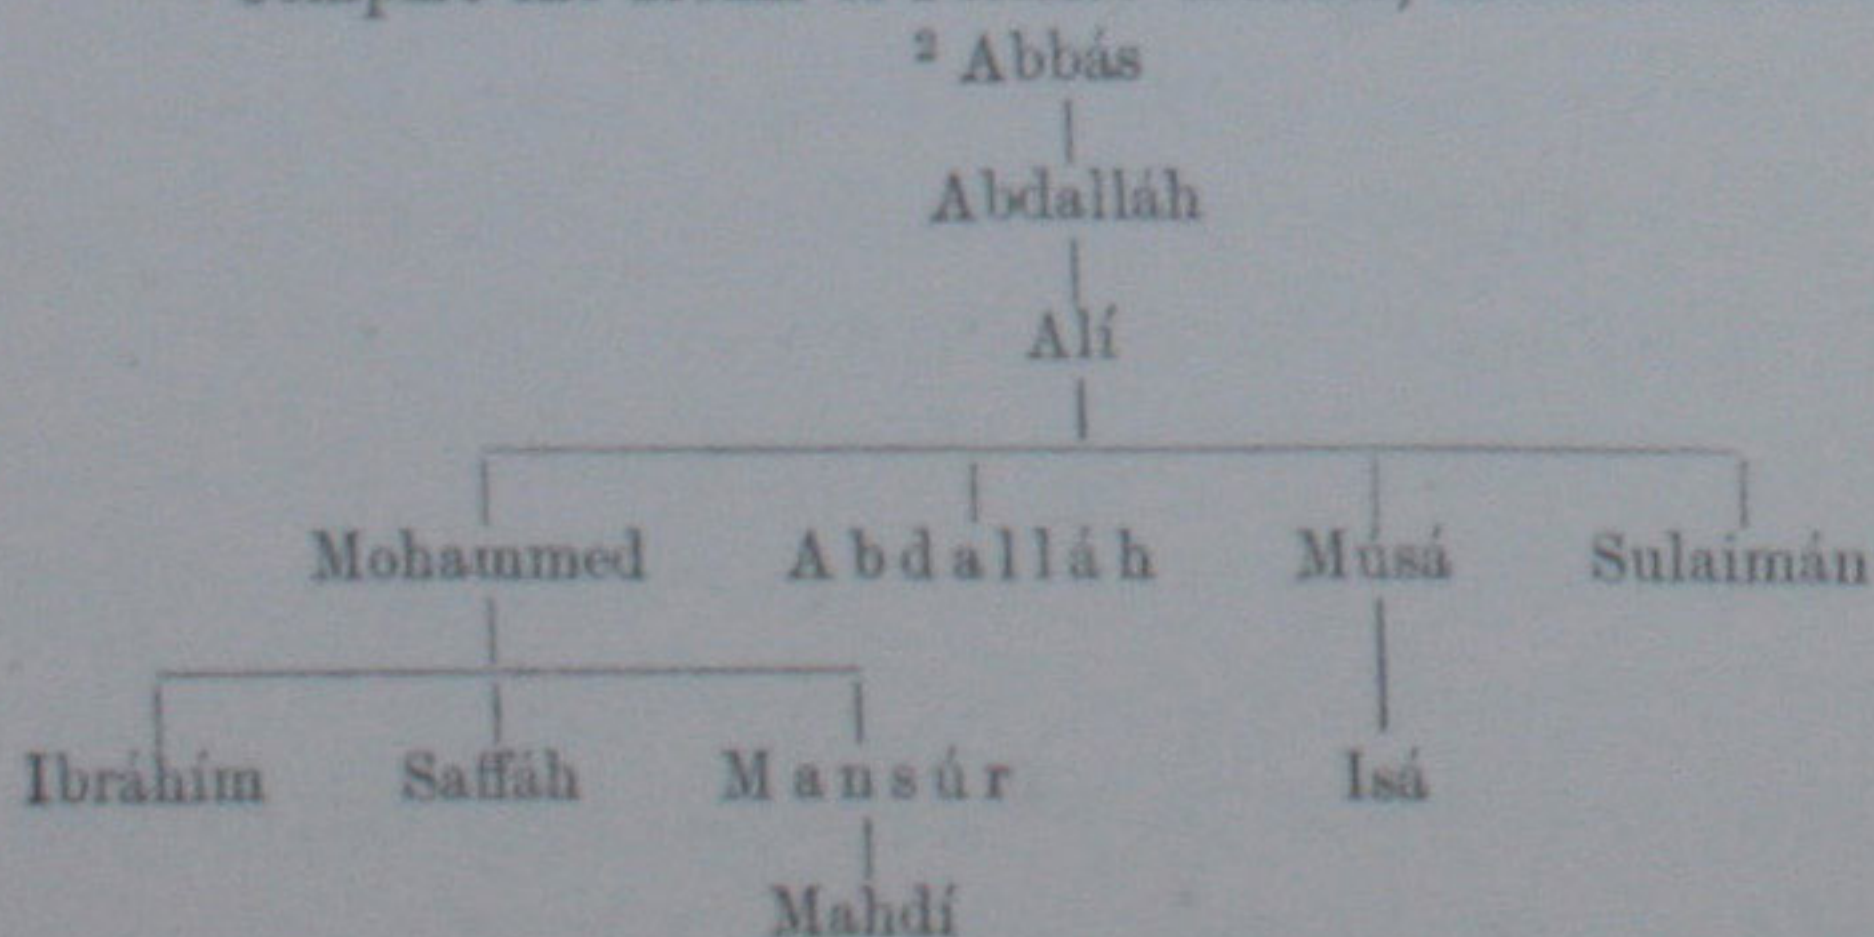 ² Abbás
Abdalláh
Alí
Mohammed Abdalláh Músá Sulaimán
Ibráhím Saffáh Mansúr Isá
Mahdí